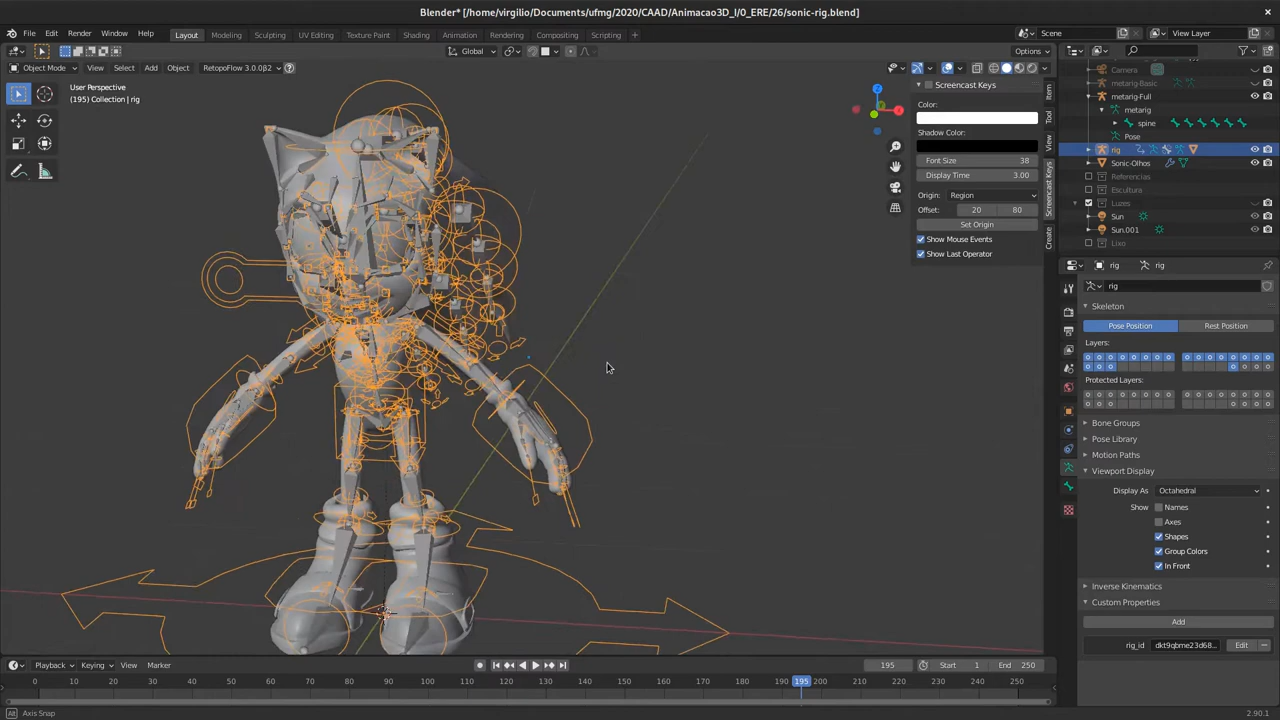 Blender* [/home/virgilio/Documents/ufmg/2020/CAAD/Animacao3D_I/0_ERE/26/sonic-rig.blend]
File Edit Render Window Help Layout Modeling Sculpting UV Editing Texture Paint Shading Animation Rendering Compositing Scripting + Scene View Layer
Global Options
Object Mode View Select Add Object RetopoFlow 3.0.0β2
User Perspective
(195) Collection | rig
Screencast Keys
Color:
Shadow Color:
Font Size 38
Display Time 3.00
Origin: Region
Offset: 20 80
Set Origin
Show Mouse Events
Show Last Operator
Item
Tool
View
Screencast Keys
Create
Camera
metarig-Basic
metarig-Full
metarig
spine
Pose
rig
Sonic-Olhos
Referencias
Escultura
Luzes
Sun
Sun.001
Lixo
rig rig
rig
Skeleton
Pose Position Rest Position
Layers:
Protected Layers:
Bone Groups
Pose Library
Motion Paths
Viewport Display
Display As Octahedral
Show Names
Axes
Shapes
Group Colors
In Front
Inverse Kinematics
Custom Properties
Add
rig_id dkt9qbme23d68... Edit
Playback Keying View Marker 195 Start 1 End 250
0 10 20 30 40 50 60 70 80 90 100 110 120 130 140 150 160 170 180 190 195 200 210 220 230 240 250
Axis Snap 2.90.1